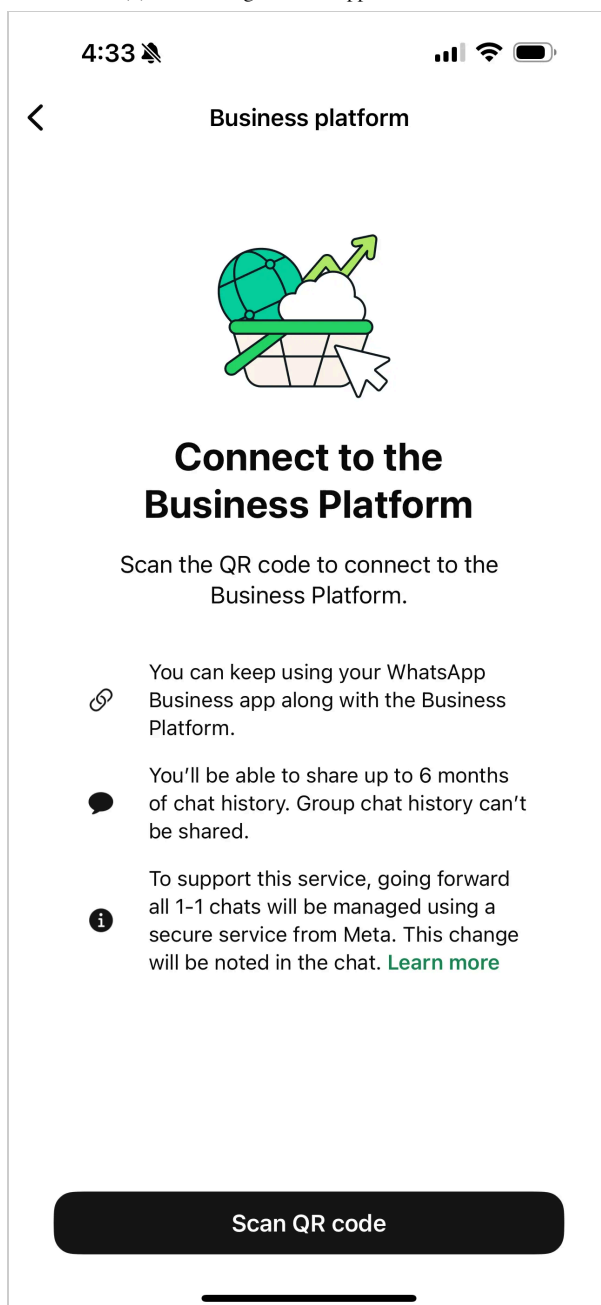 4:33
Business platform
Connect to the
Business Platform
Scan the QR code to connect to the
Business Platform.
You can keep using your WhatsApp
Business app along with the Business
Platform.
You’ll be able to share up to 6 months
of chat history. Group chat history can’t
be shared.
To support this service, going forward
all 1-1 chats will be managed using a
secure service from Meta. This change
will be noted in the chat. Learn more
Scan QR code